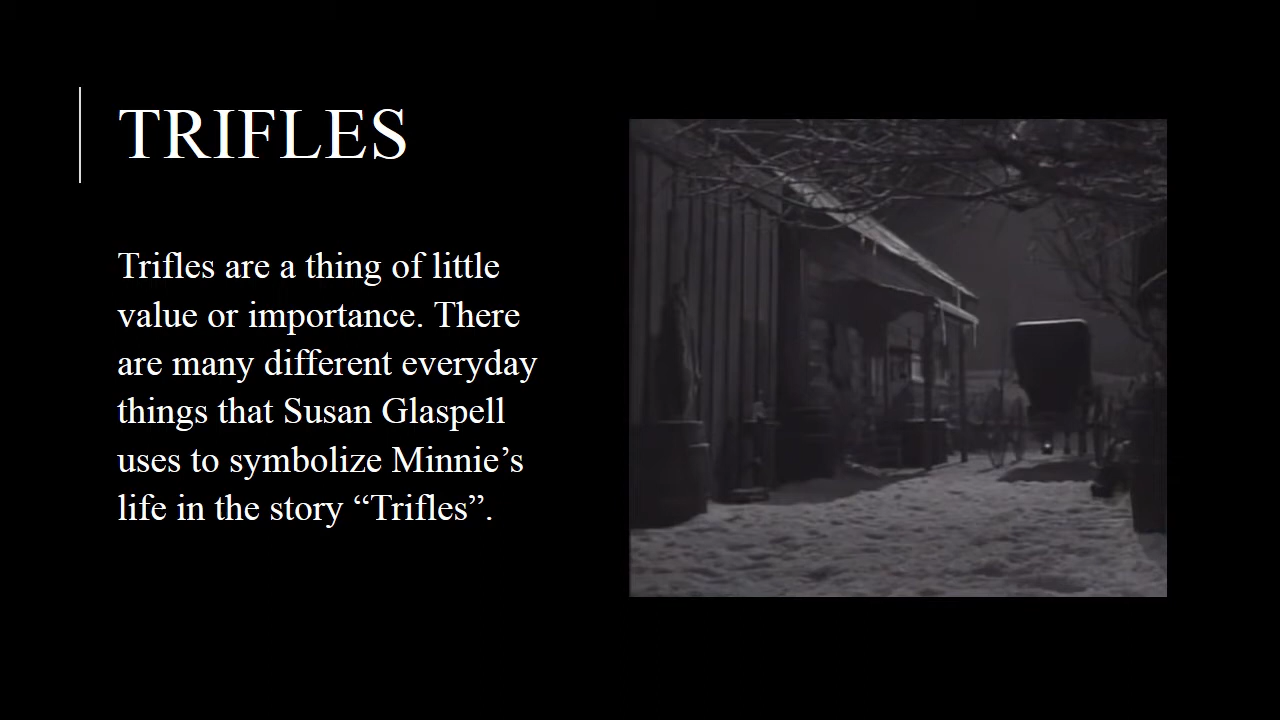 TRIFLES
Trifles are a thing of little
value or importance. There
are many different everyday
things that Susan Glaspell
uses to symbolize Minnie’s
life in the story “Trifles”.